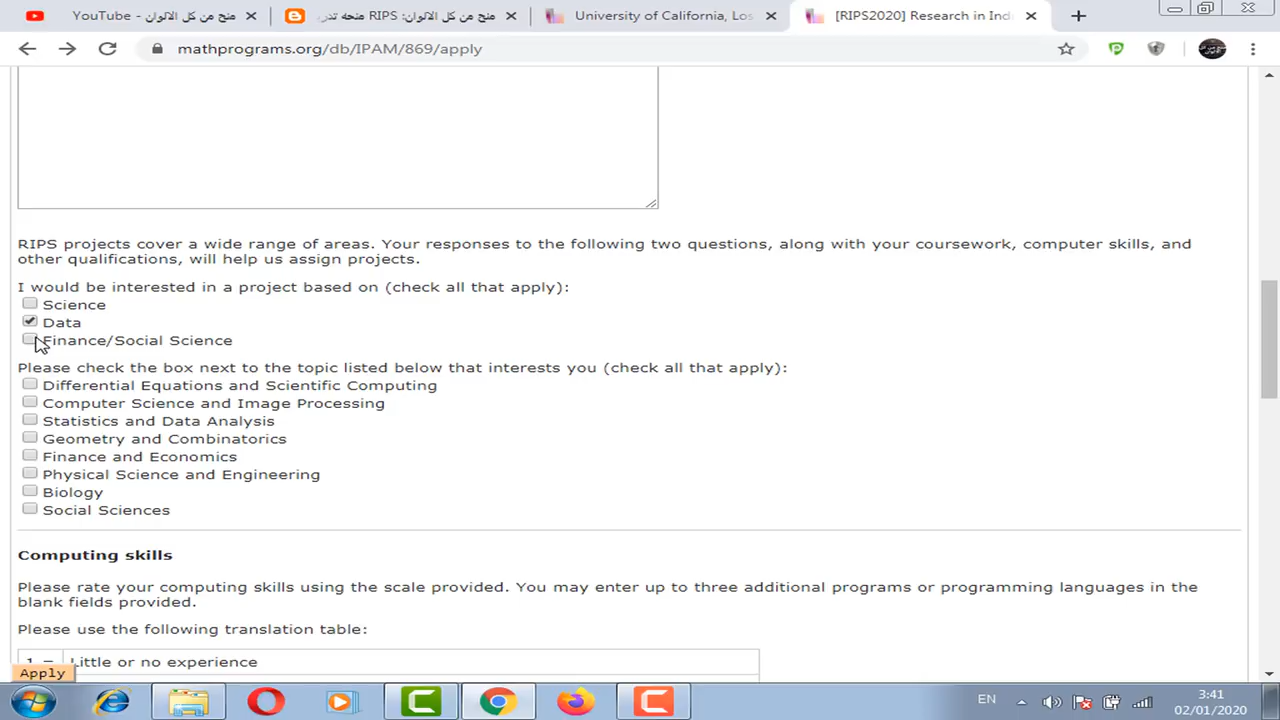 YouTube - منح من كل الالوان
منح من كل الالوان: RIPS منحه تدر
University of California, Los
[RIPS2020] Research in Ind
mathprograms.org/db/IPAM/869/apply
RIPS projects cover a wide range of areas. Your responses to the following two questions, along with your coursework, computer skills, and
other qualifications, will help us assign projects.
I would be interested in a project based on (check all that apply):
Science
Data
Finance/Social Science
Please check the box next to the topic listed below that interests you (check all that apply):
Differential Equations and Scientific Computing
Computer Science and Image Processing
Statistics and Data Analysis
Geometry and Combinatorics
Finance and Economics
Physical Science and Engineering
Biology
Social Sciences
Computing skills
Please rate your computing skills using the scale provided. You may enter up to three additional programs or programming languages in the
blank fields provided.
Please use the following translation table:
1 = Little or no experience
Apply
EN
3:41
02/01/2020